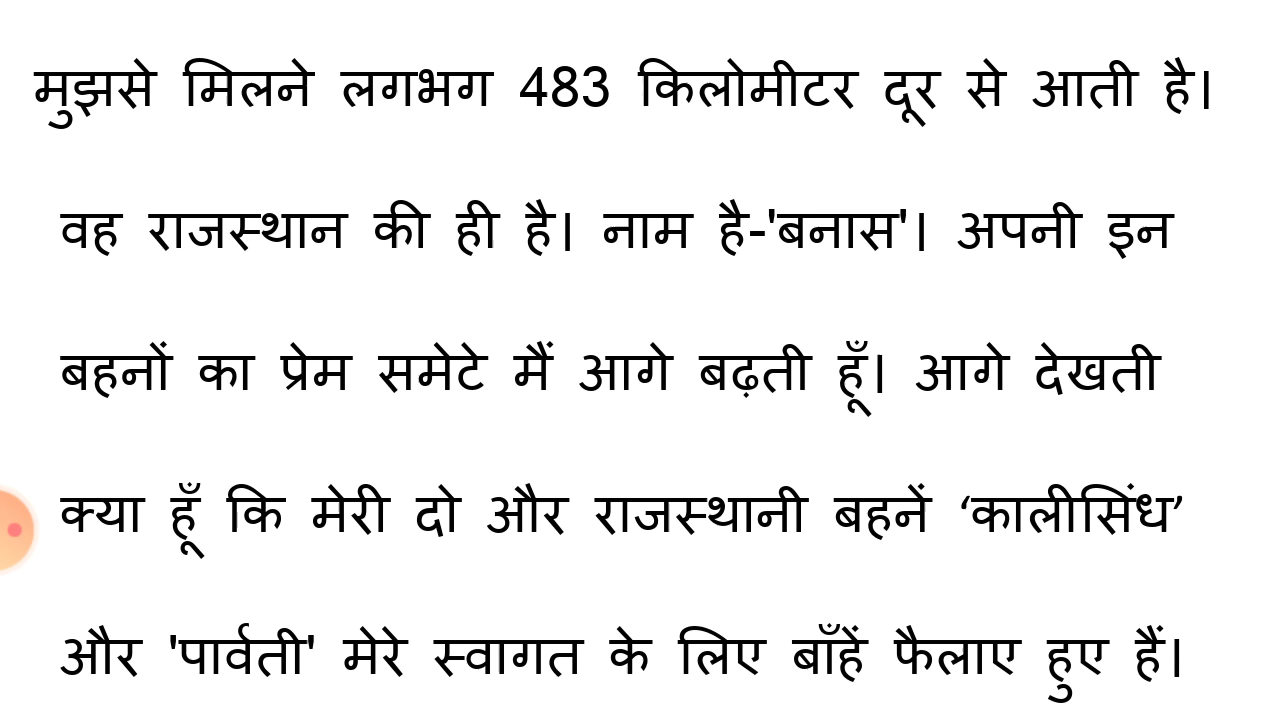 मुझसे मिलने लगभग 483 किलोमीटर दूर से आती है।
वह राजस्थान की ही है। नाम है-'बनास'। अपनी इन
बहनों का प्रेम समेटे मैं आगे बढ़ती हूँ। आगे देखती
क्या हूँ कि मेरी दो और राजस्थानी बहनें ‘कालीसिंध’
और 'पार्वती' मेरे स्वागत के लिए बाँहें फैलाए हुए हैं।